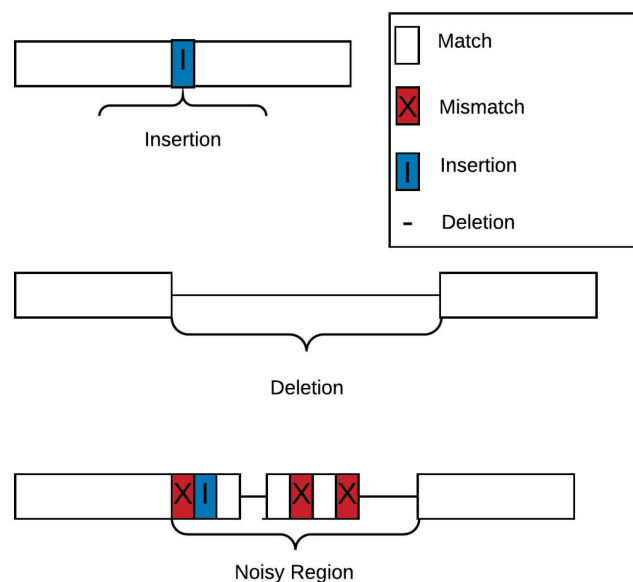 I
Insertion
Match
X
Mismatch
I
Insertion
-
Deletion
Deletion
X I X X
Noisy Region